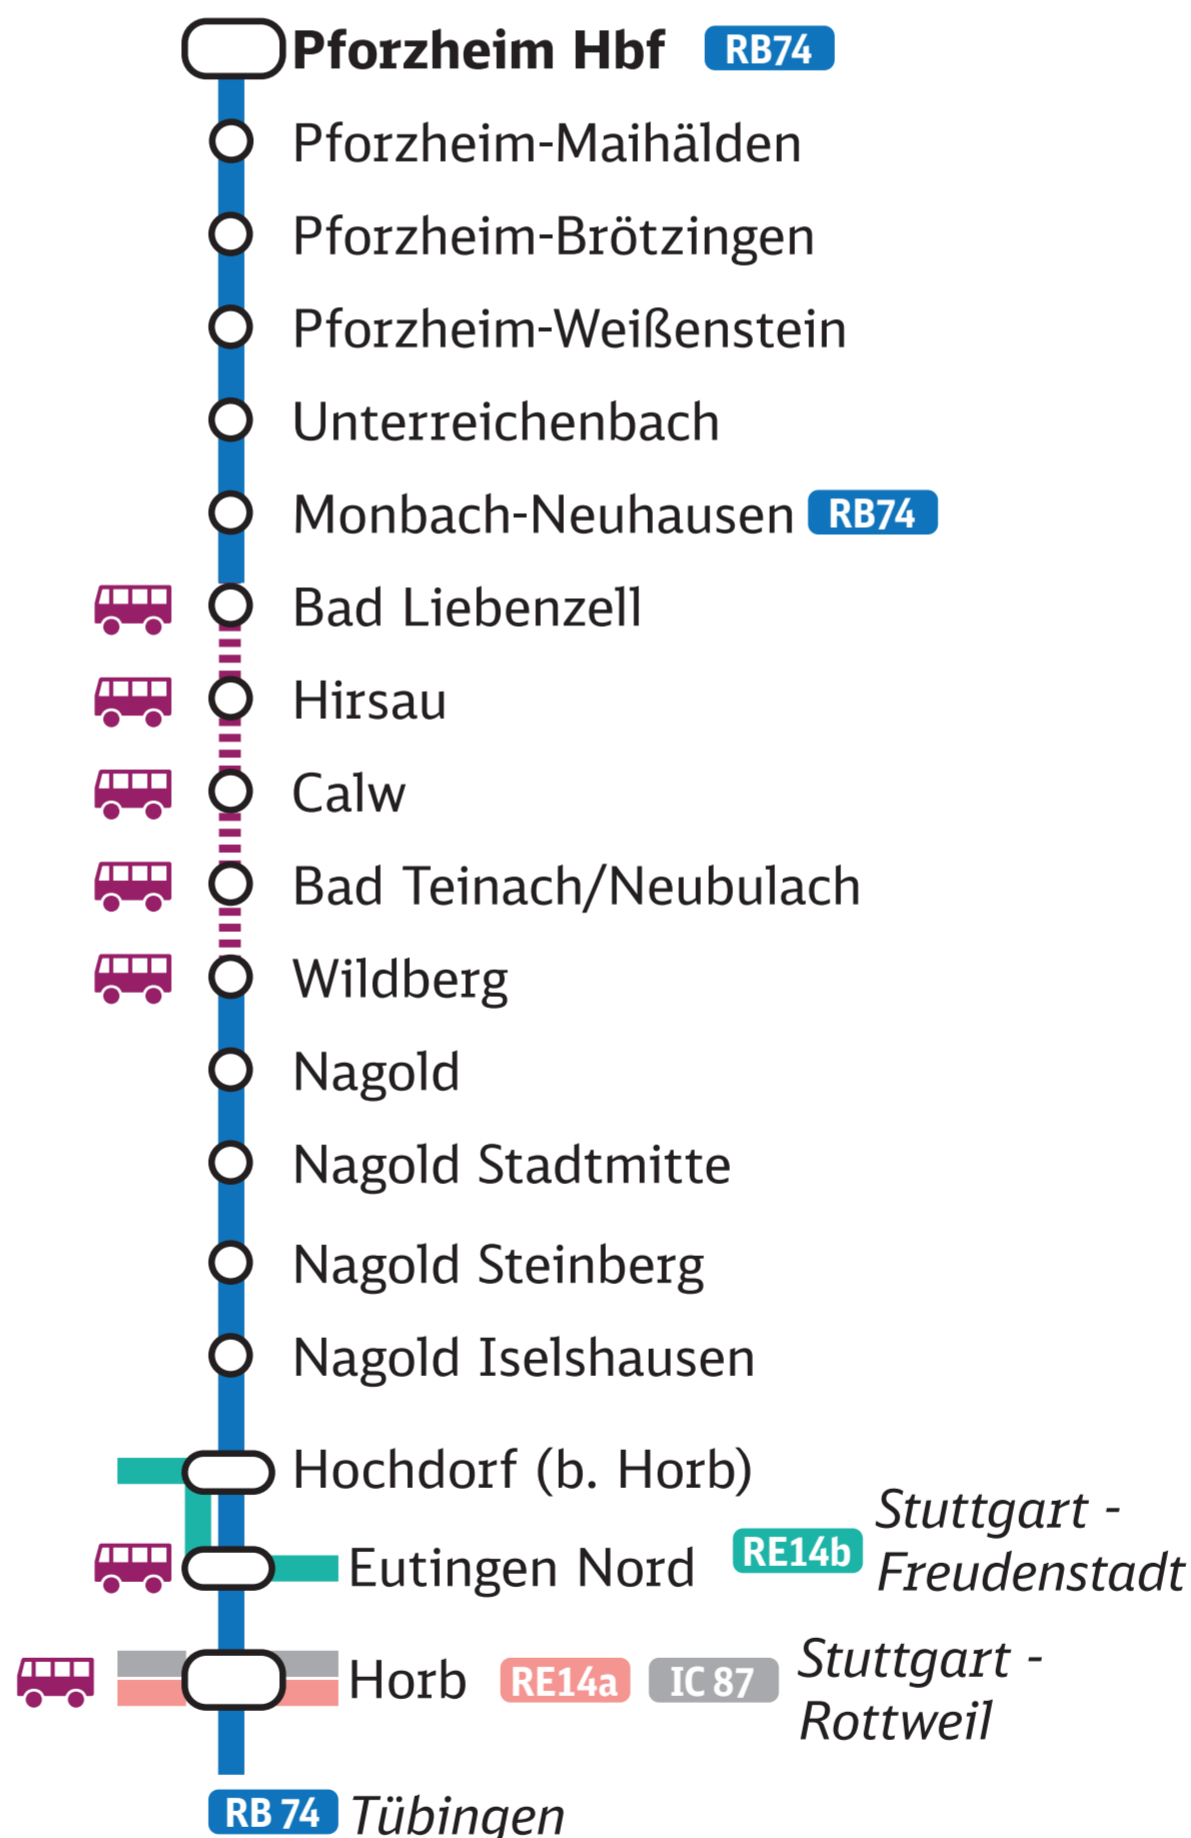 Pforzheim Hbf RB74
Pforzheim-Maihälden
Pforzheim-Brötzingen
Pforzheim-Weißenstein
Unterreichenbach
Monbach-Neuhausen RB74
Bad Liebenzell
Hirsau
Calw
Bad Teinach/Neubulach
Wildberg
Nagold
Nagold Stadtmitte
Nagold Steinberg
Nagold Iselshausen
Hochdorf (b. Horb)
Eutingen Nord RE14b Stuttgart -
Freudenstadt
Horb RE14a IC 87 Stuttgart -
Rottweil
RB 74 Tübingen